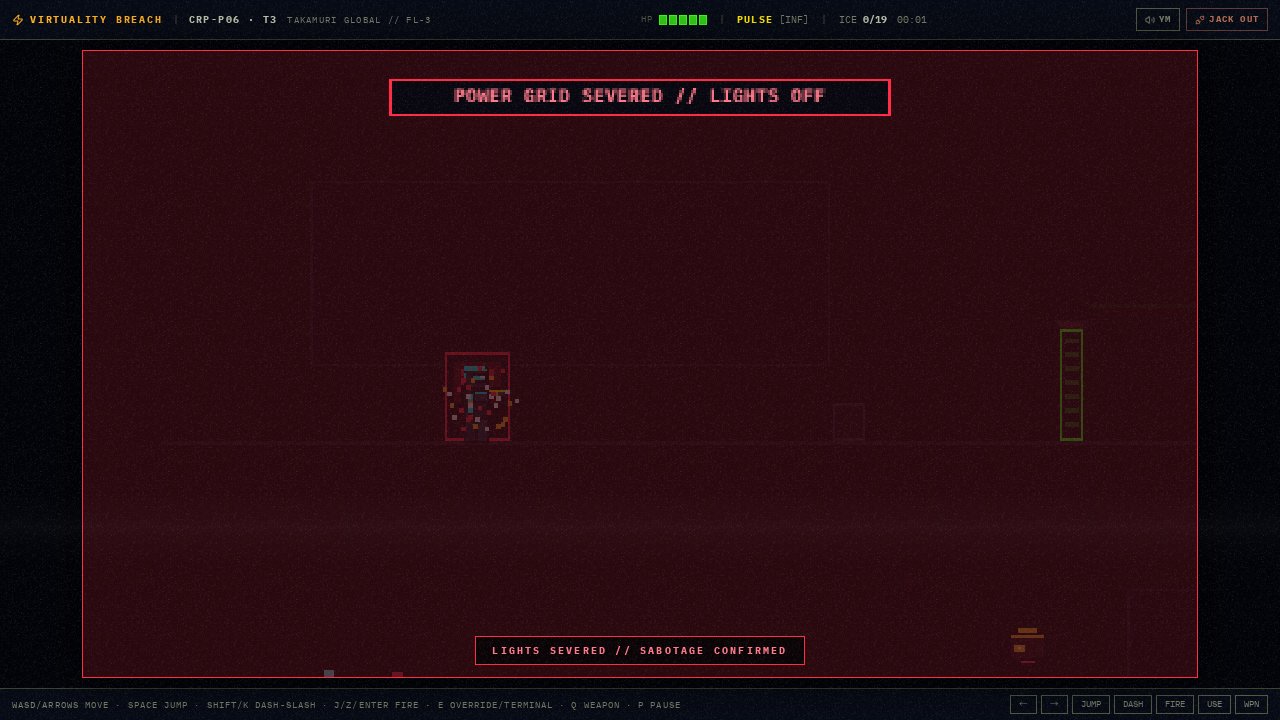 VIRTUALITY BREACH | CRP-P06 · T3 TAKAMURI GLOBAL // FL-3 HP | PULSE [INF] | ICE 0/19 00:01 YM JACK OUT
POWER GRID SEVERED // LIGHTS OFF
LIGHTS SEVERED // SABOTAGE CONFIRMED
WASD/ARROWS MOVE · SPACE JUMP · SHIFT/K DASH-SLASH · J/Z/ENTER FIRE · E OVERRIDE TERMINAL · Q WEAPON · P PAUSE ← → JUMP DASH FIRE USE WPN